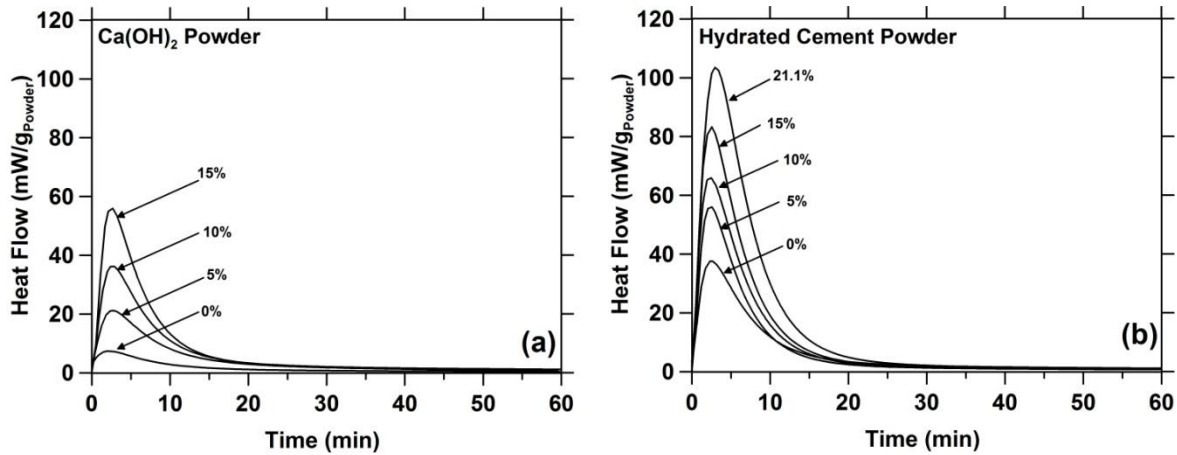 Ca(OH)₂ Powder
Heat Flow (mW/gPowder)
120
100
80
60
40
20
0
15%
10%
5%
0%
(a)
0 10 20 30 40 50 60
Time (min)
Hydrated Cement Powder
Heat Flow (mW/gPowder)
120
100
80
60
40
20
0
21.1%
15%
10%
5%
0%
(b)
0 10 20 30 40 50 60
Time (min)